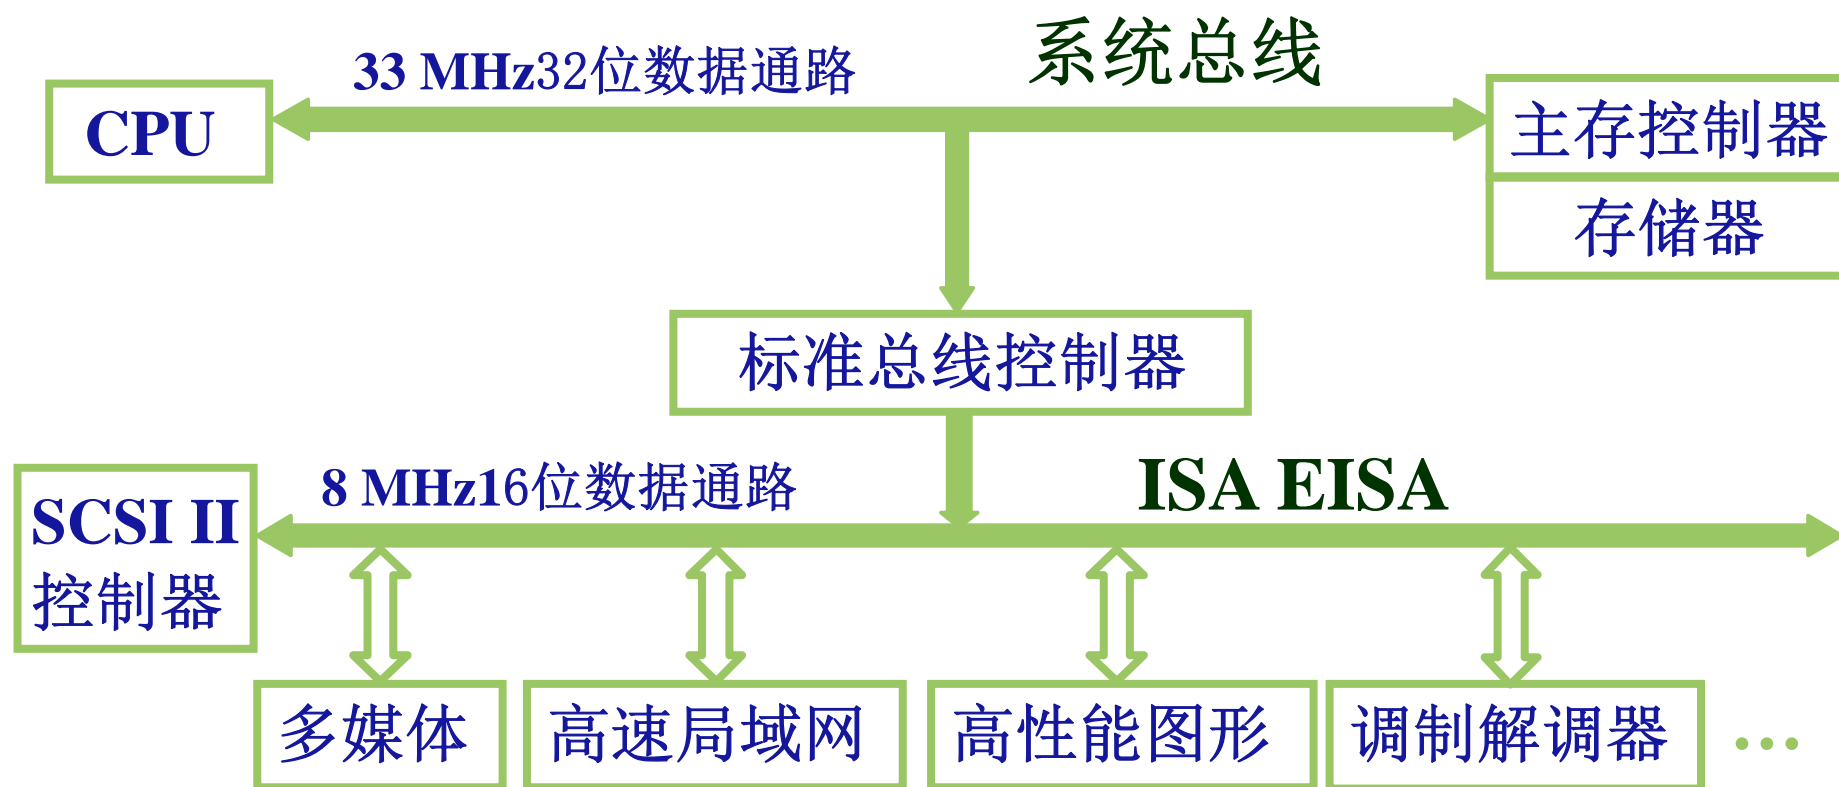 系统总线
33 MHz32位数据通路
CPU
主存控制器
存储器
标准总线控制器
8 MHz16位数据通路
ISA EISA
SCSI II
控制器
多媒体
高速局域网
高性能图形
调制解调器
…